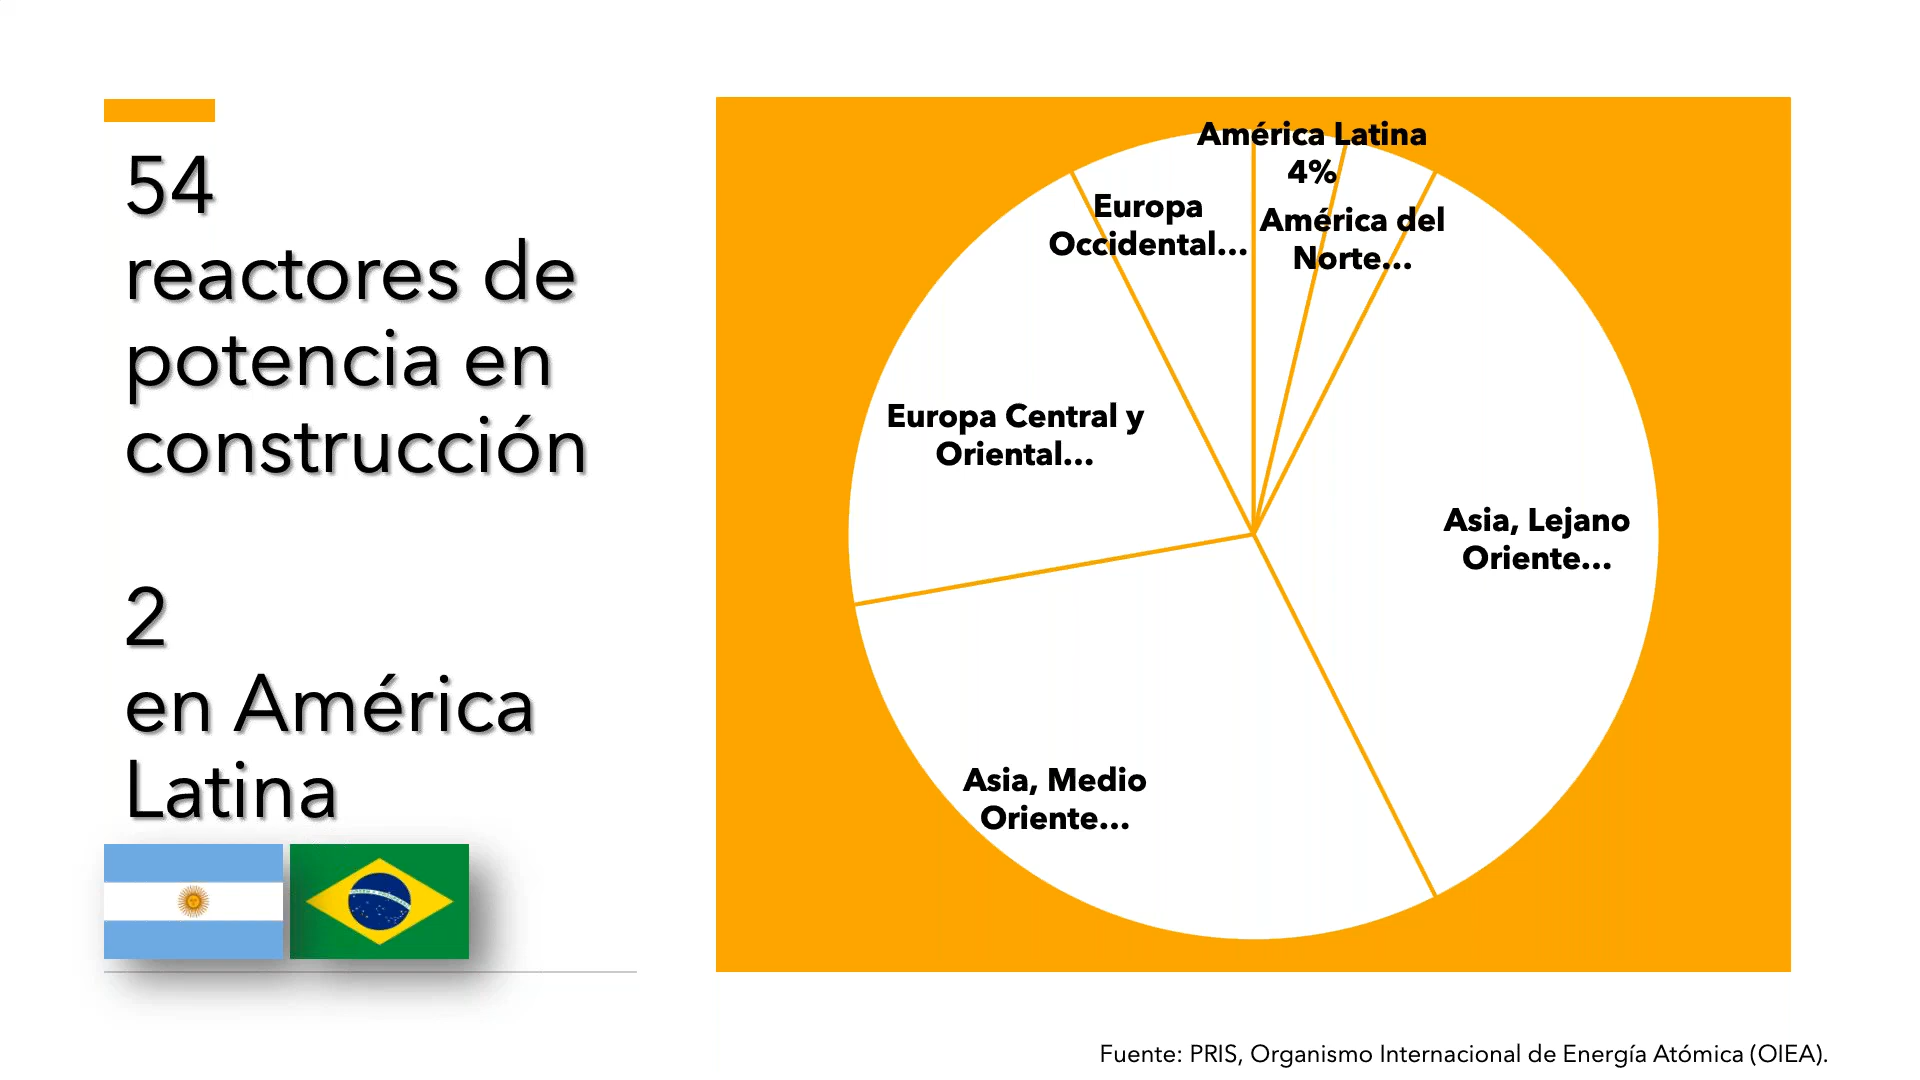 54
reactores de
potencia en
construcción
2
en América
Latina
América Latina
4%
Europa
Occidental...
América del
Norte...
Europa Central y
Oriental...
Asia, Lejano
Oriente...
Asia, Medio
Oriente...
Fuente: PRIS, Organismo Internacional de Energía Atómica (OIEA).